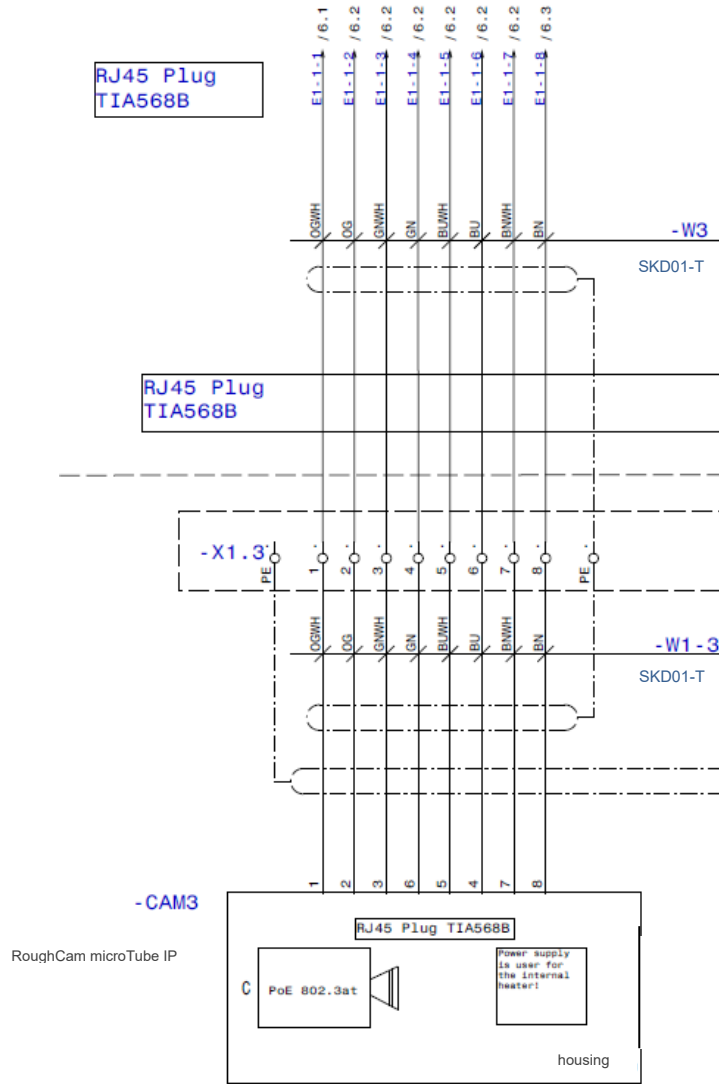 /6.1 /6.2 /6.2 /6.2 /6.2 /6.2 /6.2 /6.3
E1-1-1 E1-1-2 E1-1-3 E1-1-4 E1-1-5 E1-1-6 E1-1-7 E1-1-8
RJ45 Plug
TIA568B
OGWH OG GNWH GN BUWH BU BNWH BN
-W3
SKD01-T
RJ45 Plug
TIA568B
-X1.3
PE 1 2 3 4 5 6 7 8 PE
OGWH OG GNWH GN BUWH BU BNWH BN
-W1-3
SKD01-T
1 2 3 6 5 4 7 8
-CAM3
RJ45 Plug TIA568B
RoughCam microTube IP
C PoE 802.3at
Power supply
is user for
the internal
heater!
housing